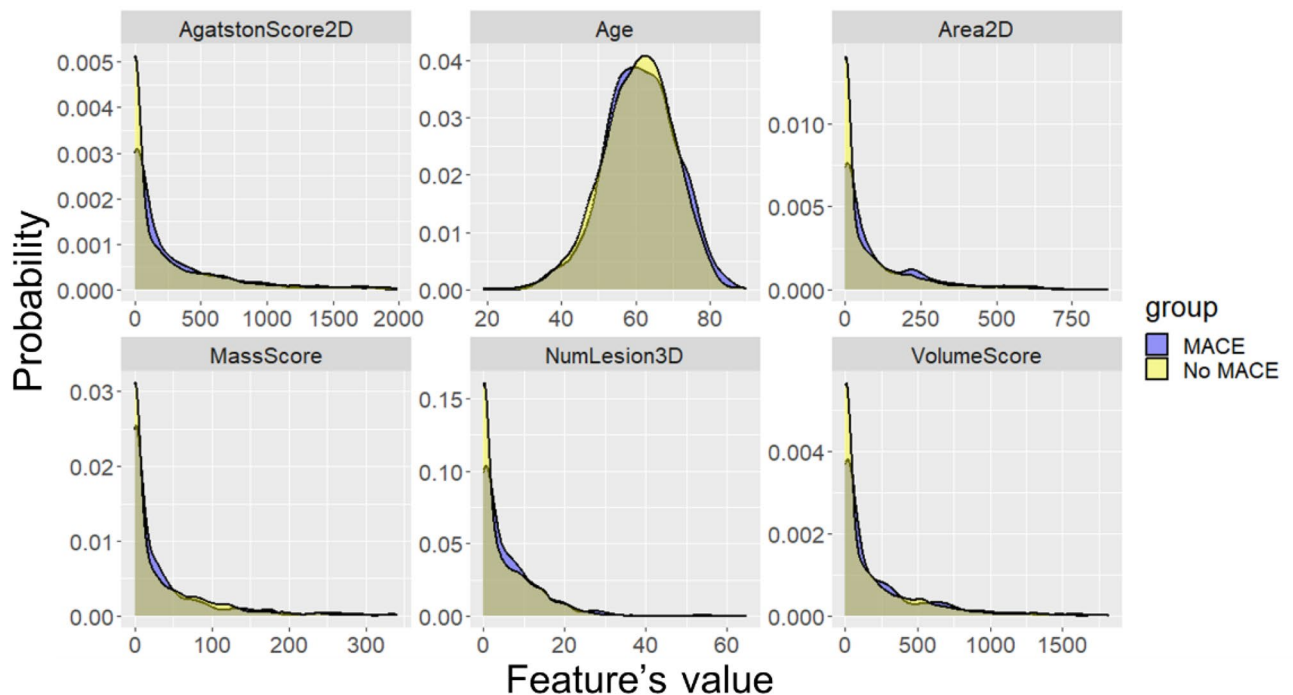 AgatstonScore2D
Age
Area2D
0.005
0.004
0.003
0.002
0.001
0.000
0.04
0.03
0.02
0.01
0.00
0.010
0.005
0.000
0 500 1000 1500 2000
20 40 60 80
0 250 500 750
MassScore
NumLesion3D
VolumeScore
0.03
0.02
0.01
0.00
0.15
0.10
0.05
0.00
0.004
0.002
0.000
0 100 200 300
0 20 40 60
0 500 1000 1500
Probability
Feature’s value
group
MACE
No MACE